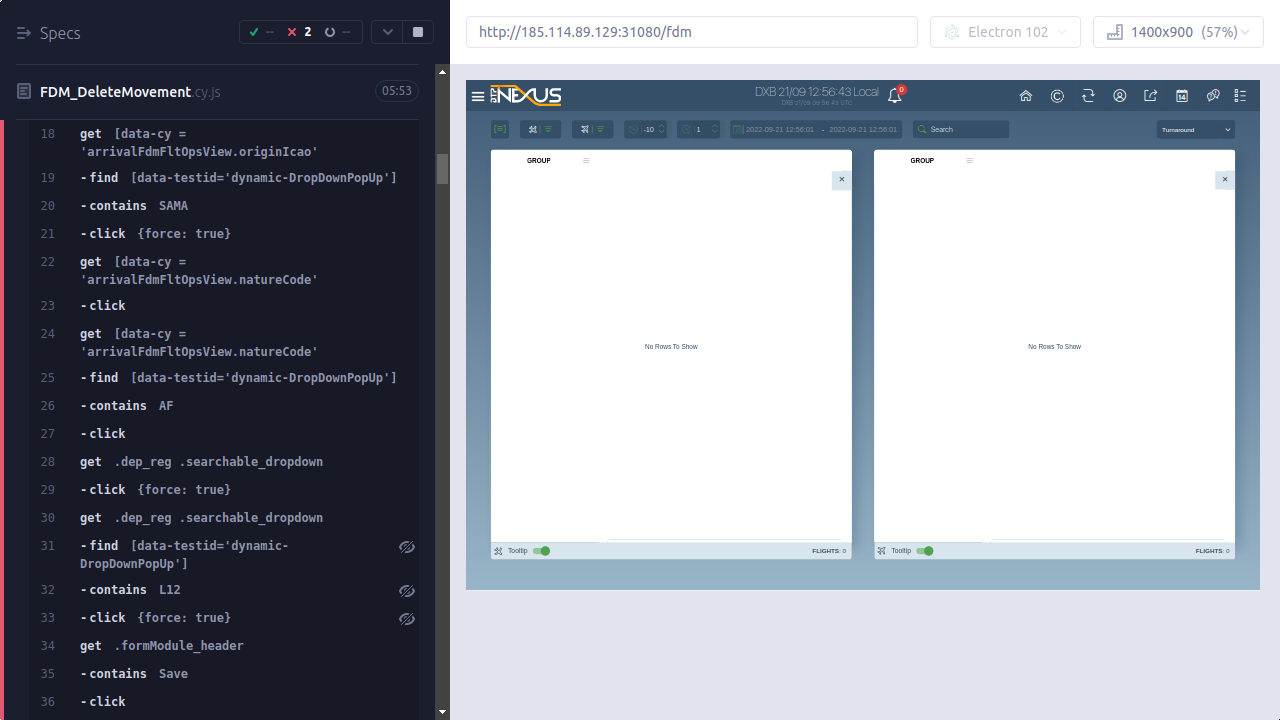 Specs
--
2
--
http://185.114.89.129:31080/fdm
Electron 102
1400x900 (57%)
FDM_DeleteMovement.cy.js
05:53
18 get [data-cy =
'arrivalFdmFltOpsView.originIcao'
19 -find [data-testid='dynamic-DropDownPopUp']
20 -contains SAMA
21 -click {force: true}
22 get [data-cy =
'arrivalFdmFltOpsView.natureCode'
23 -click
24 get [data-cy =
'arrivalFdmFltOpsView.natureCode'
25 -find [data-testid='dynamic-DropDownPopUp']
26 -contains AF
27 -click
28 get .dep_reg .searchable_dropdown
29 -click {force: true}
30 get .dep_reg .searchable_dropdown
31 -find [data-testid='dynamic-
DropDownPopUp']
32 -contains L12
33 -click {force: true}
34 get .formModule_header
35 -contains Save
36 -click
NEXUS
DXB 21/09 12:56:43 Local
DXB 21/09 08:56:43 UTC
0
14
-10
1
2022-09-21 12:56:01 - 2023-09-21 12:56:01
Search
Turnaround
GROUP
No Rows To Show
Tooltip
FLIGHTS: 0
GROUP
No Rows To Show
Tooltip
FLIGHTS: 0